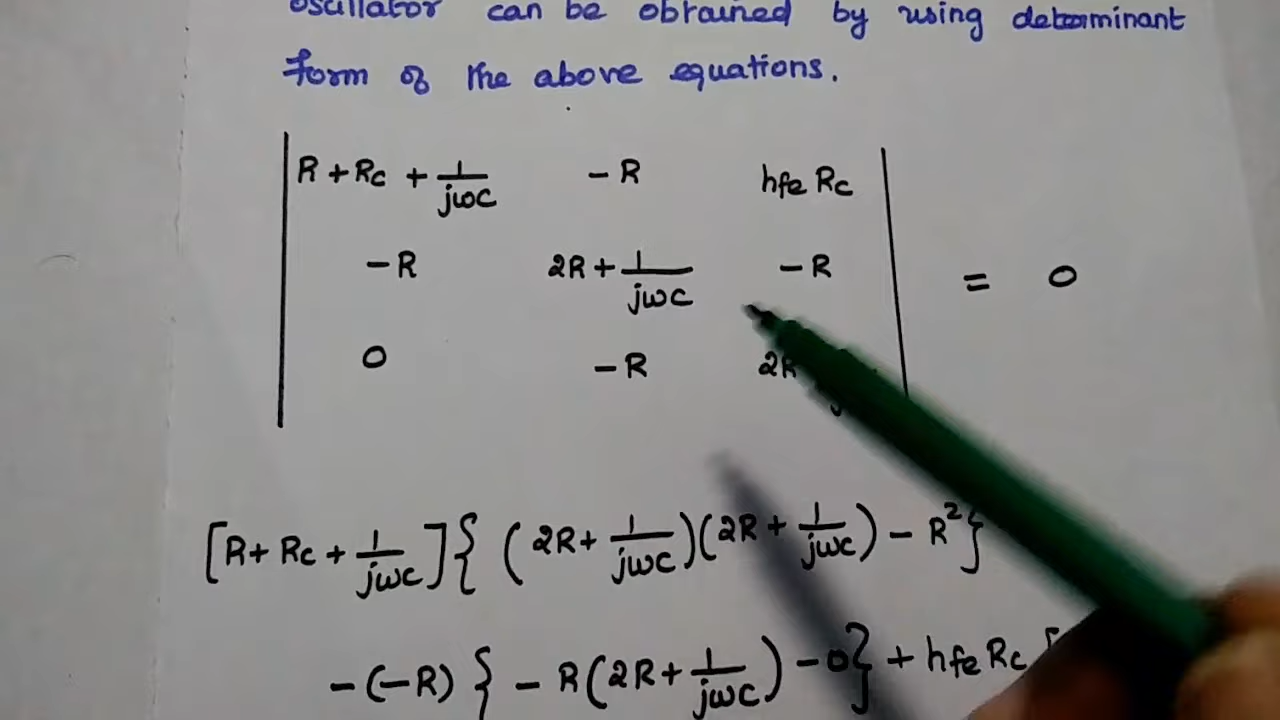 oscillator can be obtained by using determinant
form of the above equations.
R + Rc + 1/jωc   - R   hfe Rc
- R   2R + 1/jωc   - R   = 0
0   - R   2R
[R + Rc + 1/jωc] { (2R + 1/jωc)(2R + 1/jωc) - R² }
- (-R) { - R(2R + 1/jωc) - 0 } + hfe Rc